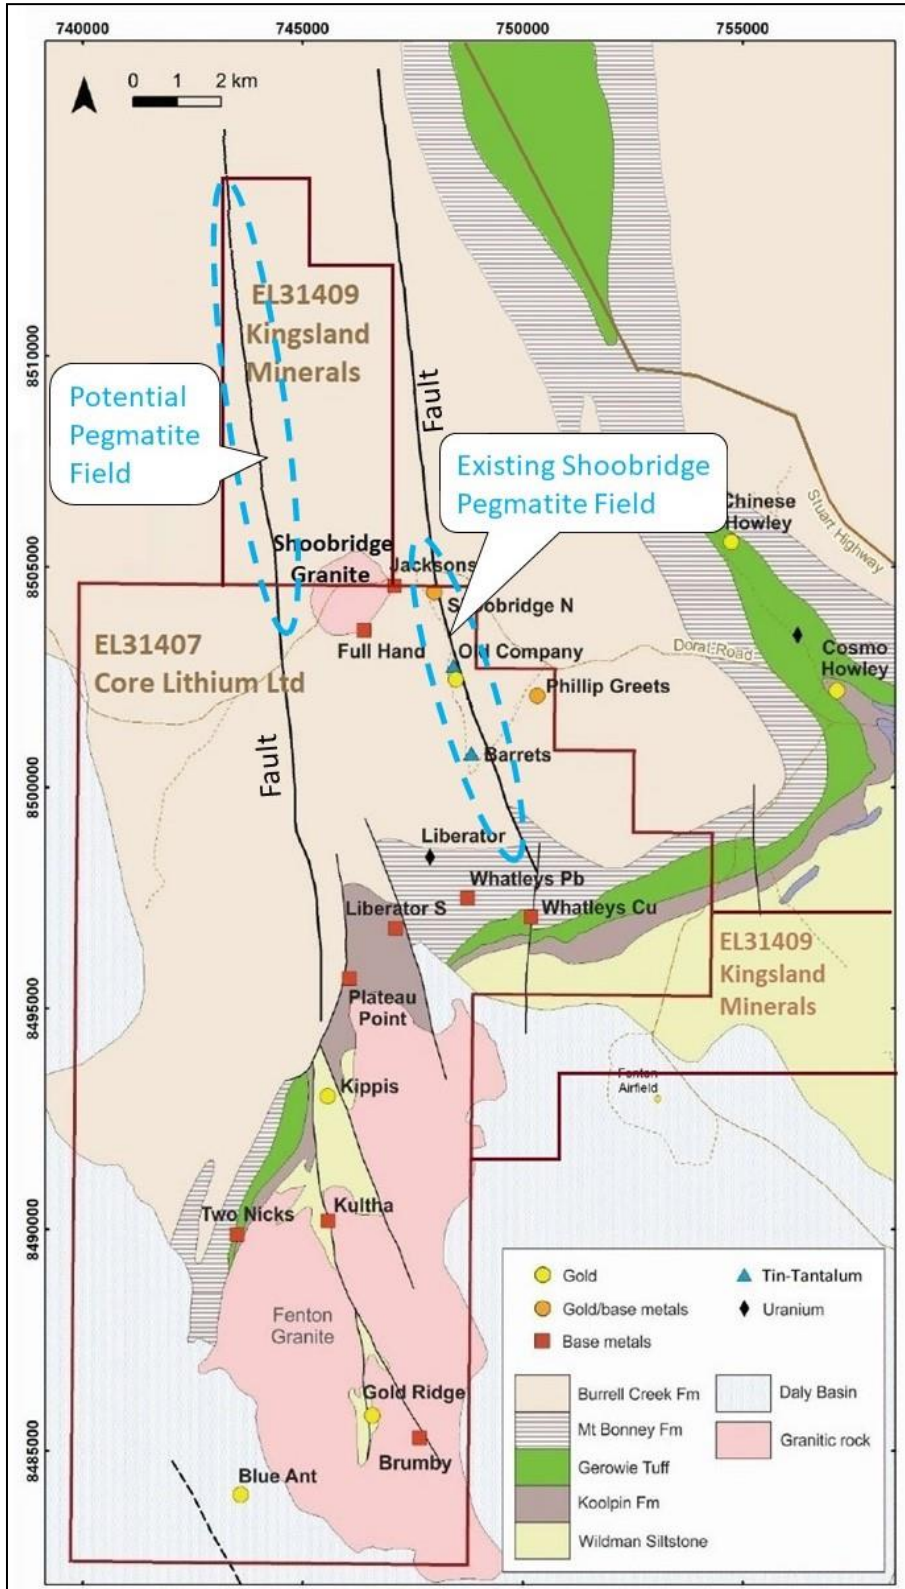 740000
745000
750000
755000
0 1 2 km
8510000
8505000
8500000
8495000
8490000
8485000
EL31409
Kingsland
Minerals
Potential
Pegmatite
Field
Fault
Existing Shoobridge
Pegmatite Field
Chinese
Howley
Stuart Highway
Shoobridge
Granite
Jacksons
Shoobridge N
EL31407
Core Lithium Ltd
Full Hand
Old Company
Doral Road
Cosmo
Howley
Phillip Greets
Fault
Barrets
Liberator
Whatleys Pb
Liberator S
Whatleys Cu
EL31409
Kingsland
Minerals
Plateau
Point
Fenton
Airfield
Kippis
Two Nicks
Kultha
Fenton
Granite
Gold Ridge
Brumby
Blue Ant
Gold
Tin-Tantalum
Gold/base metals
Uranium
Base metals
Burrell Creek Fm
Daly Basin
Mt Bonney Fm
Granitic rock
Gerowie Tuff
Koolpin Fm
Wildman Siltstone